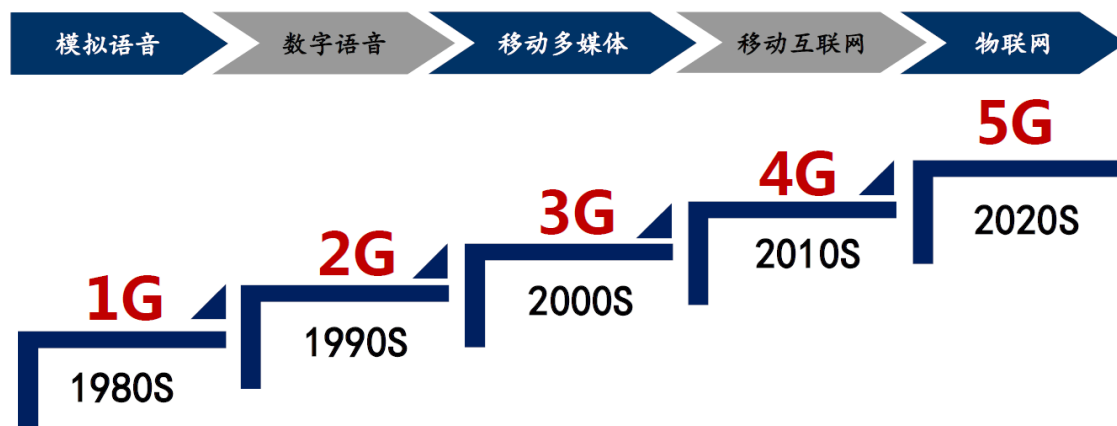 模拟语音
数字语音
移动多媒体
移动互联网
物联网
1G
1980S
2G
1990S
3G
2000S
4G
2010S
5G
2020S